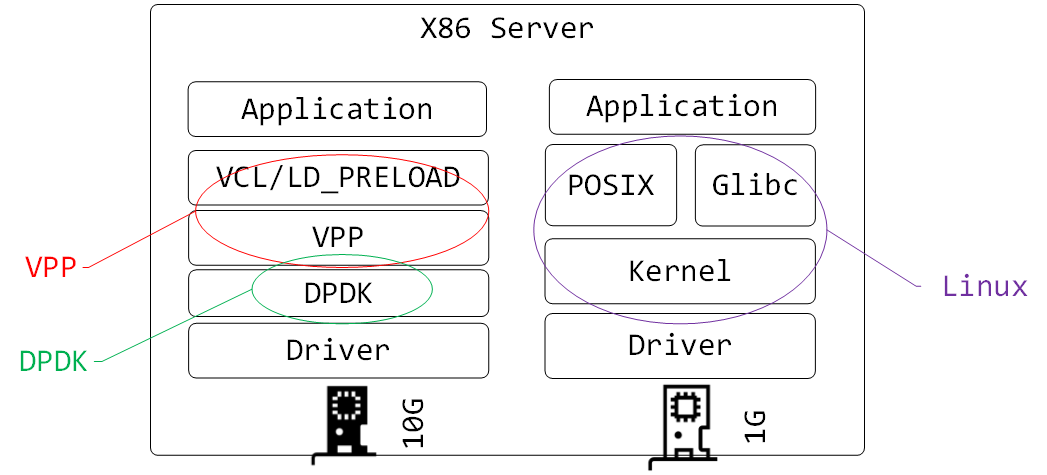 X86 Server
Application
VCL/LD_PRELOAD
VPP
DPDK
Driver
10G
VPP
DPDK
Application
POSIX
Glibc
Kernel
Driver
1G
Linux